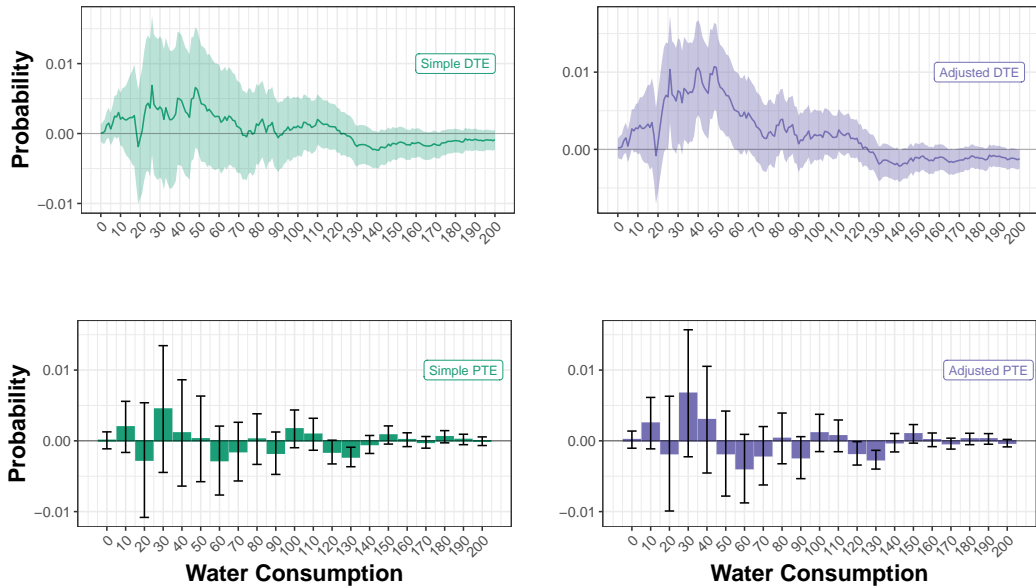 Probability
0.01
0.00
−0.01
Simple DTE
0 10 20 30 40 50 60 70 80 90 100 110 120 130 140 150 160 170 180 190 200
0.01
0.00
Adjusted DTE
0 10 20 30 40 50 60 70 80 90 100 110 120 130 140 150 160 170 180 190 200
Probability
0.01
0.00
−0.01
Simple PTE
0 10 20 30 40 50 60 70 80 90 100 110 120 130 140 150 160 170 180 190 200
Water Consumption
0.01
0.00
−0.01
Adjusted PTE
0 10 20 30 40 50 60 70 80 90 100 110 120 130 140 150 160 170 180 190 200
Water Consumption